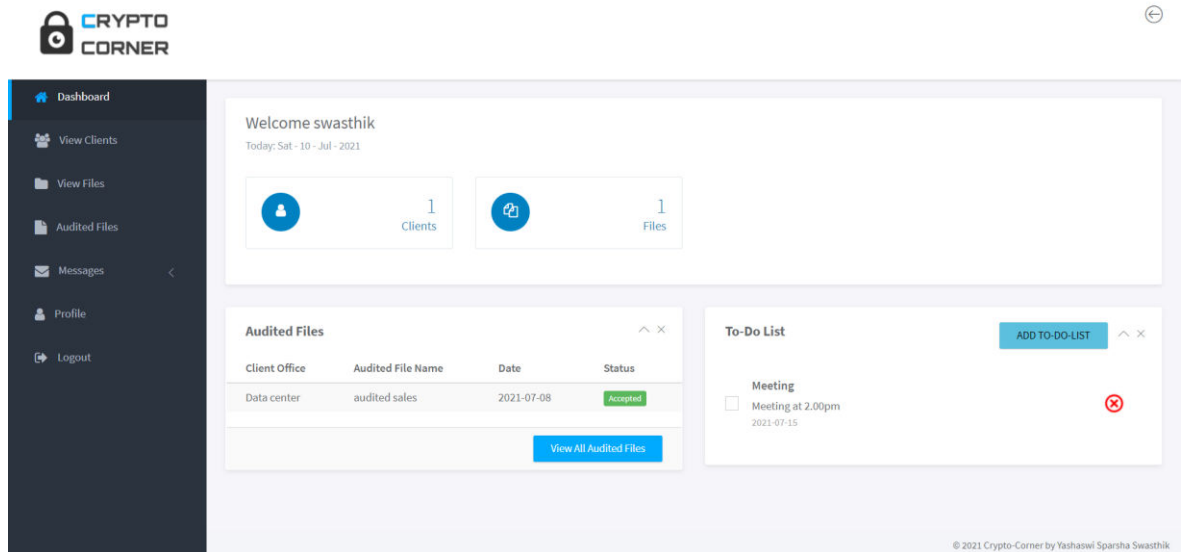 CRYPTO
CORNER
Dashboard
View Clients
View Files
Audited Files
Messages
Profile
Logout
Welcome swasthik
Today: Sat - 10 - Jul - 2021
1
Clients
1
Files
Audited Files
Client Office Audited File Name Date Status
Data center audited sales 2021-07-08 Accepted
View All Audited Files
To-Do List
ADD TO-DO-LIST
Meeting
Meeting at 2.00pm
2021-07-15
© 2021 Crypto-Corner by Yashaswi Sparsha Swasthik